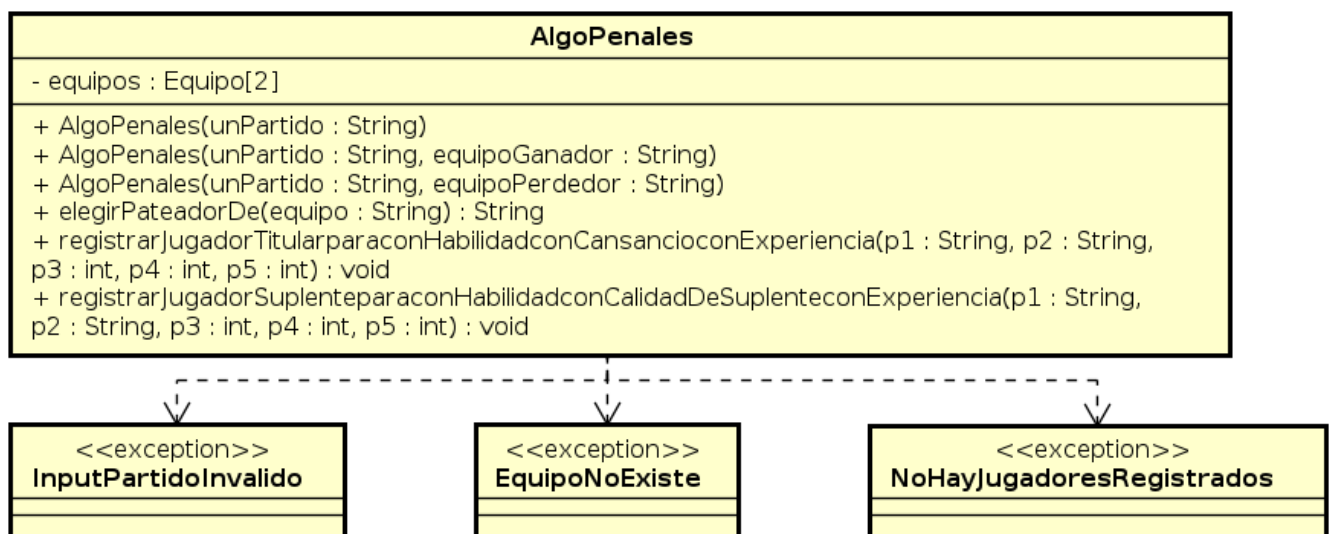 AlgoPenales
- equipos : Equipo[2]
+ AlgoPenales(unPartido : String)
+ AlgoPenales(unPartido : String, equipoGanador : String)
+ AlgoPenales(unPartido : String, equipoPerdedor : String)
+ elegirPateadorDe(equipo : String) : String
+ registrarJugadorTitularparaconHabilidadconCansancioconExperiencia(p1 : String, p2 : String,
p3 : int, p4 : int, p5 : int) : void
+ registrarJugadorSuplenteparaconHabilidadconCalidadDeSuplenteconExperiencia(p1 : String,
p2 : String, p3 : int, p4 : int, p5 : int) : void
<<exception>>
InputPartidoInvalido
<<exception>>
EquipoNoExiste
<<exception>>
NoHayJugadoresRegistrados